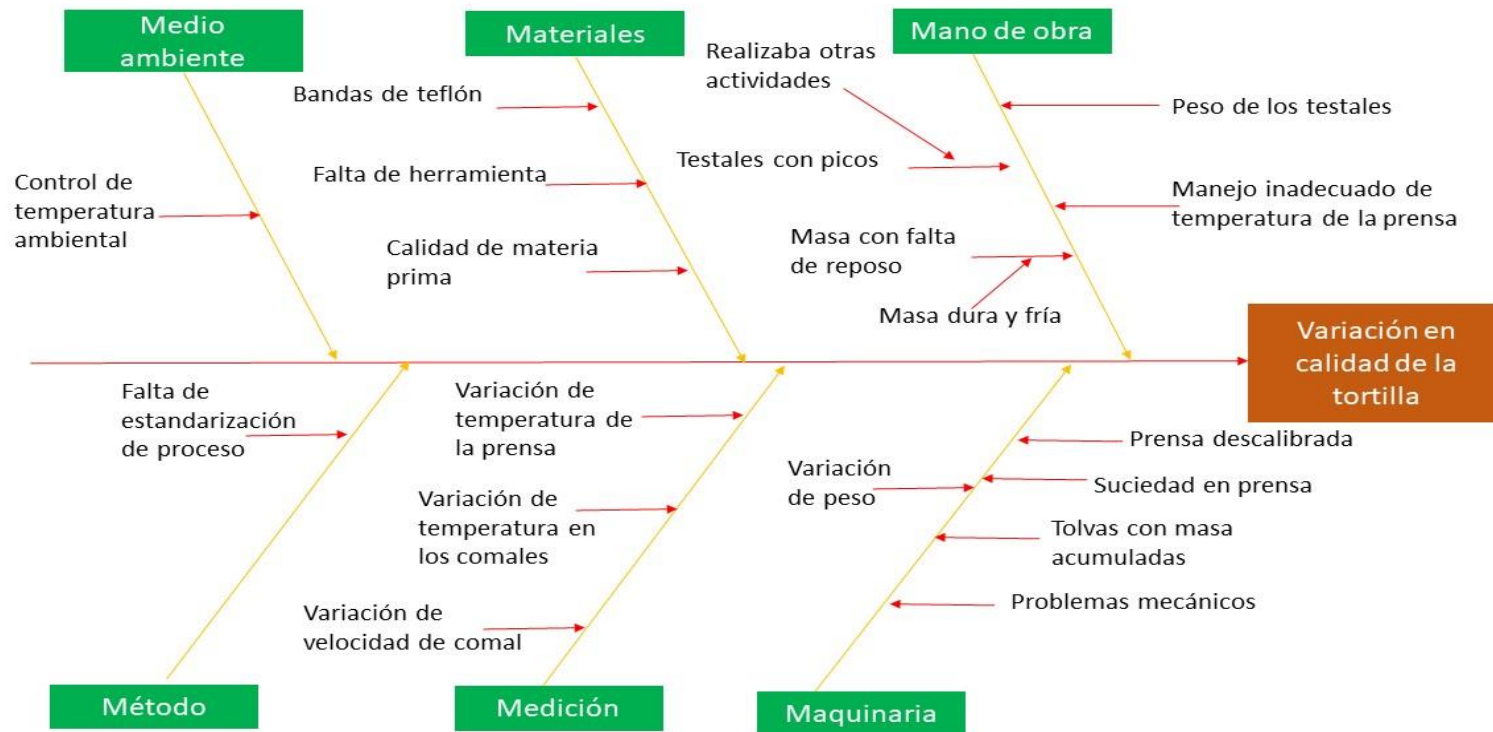 Medio
ambiente
Materiales
Mano de obra
Realizaba otras
actividades
Bandas de teflón
Peso de los testales
Testales con picos
Falta de herramienta
Control de
temperatura
ambiental
Manejo inadecuado de
temperatura de la prensa
Masa con falta
de reposo
Calidad de materia
prima
Masa dura y fría
Variación en
calidad de la
tortilla
Falta de
estandarización
de proceso
Variación de
temperatura de
la prensa
Prensa descalibrada
Variación
de peso
Suciedad en prensa
Variación de
temperatura en
los comales
Tolvas con masa
acumuladas
Problemas mecánicos
Variación de
velocidad de comal
Método
Medición
Maquinaria